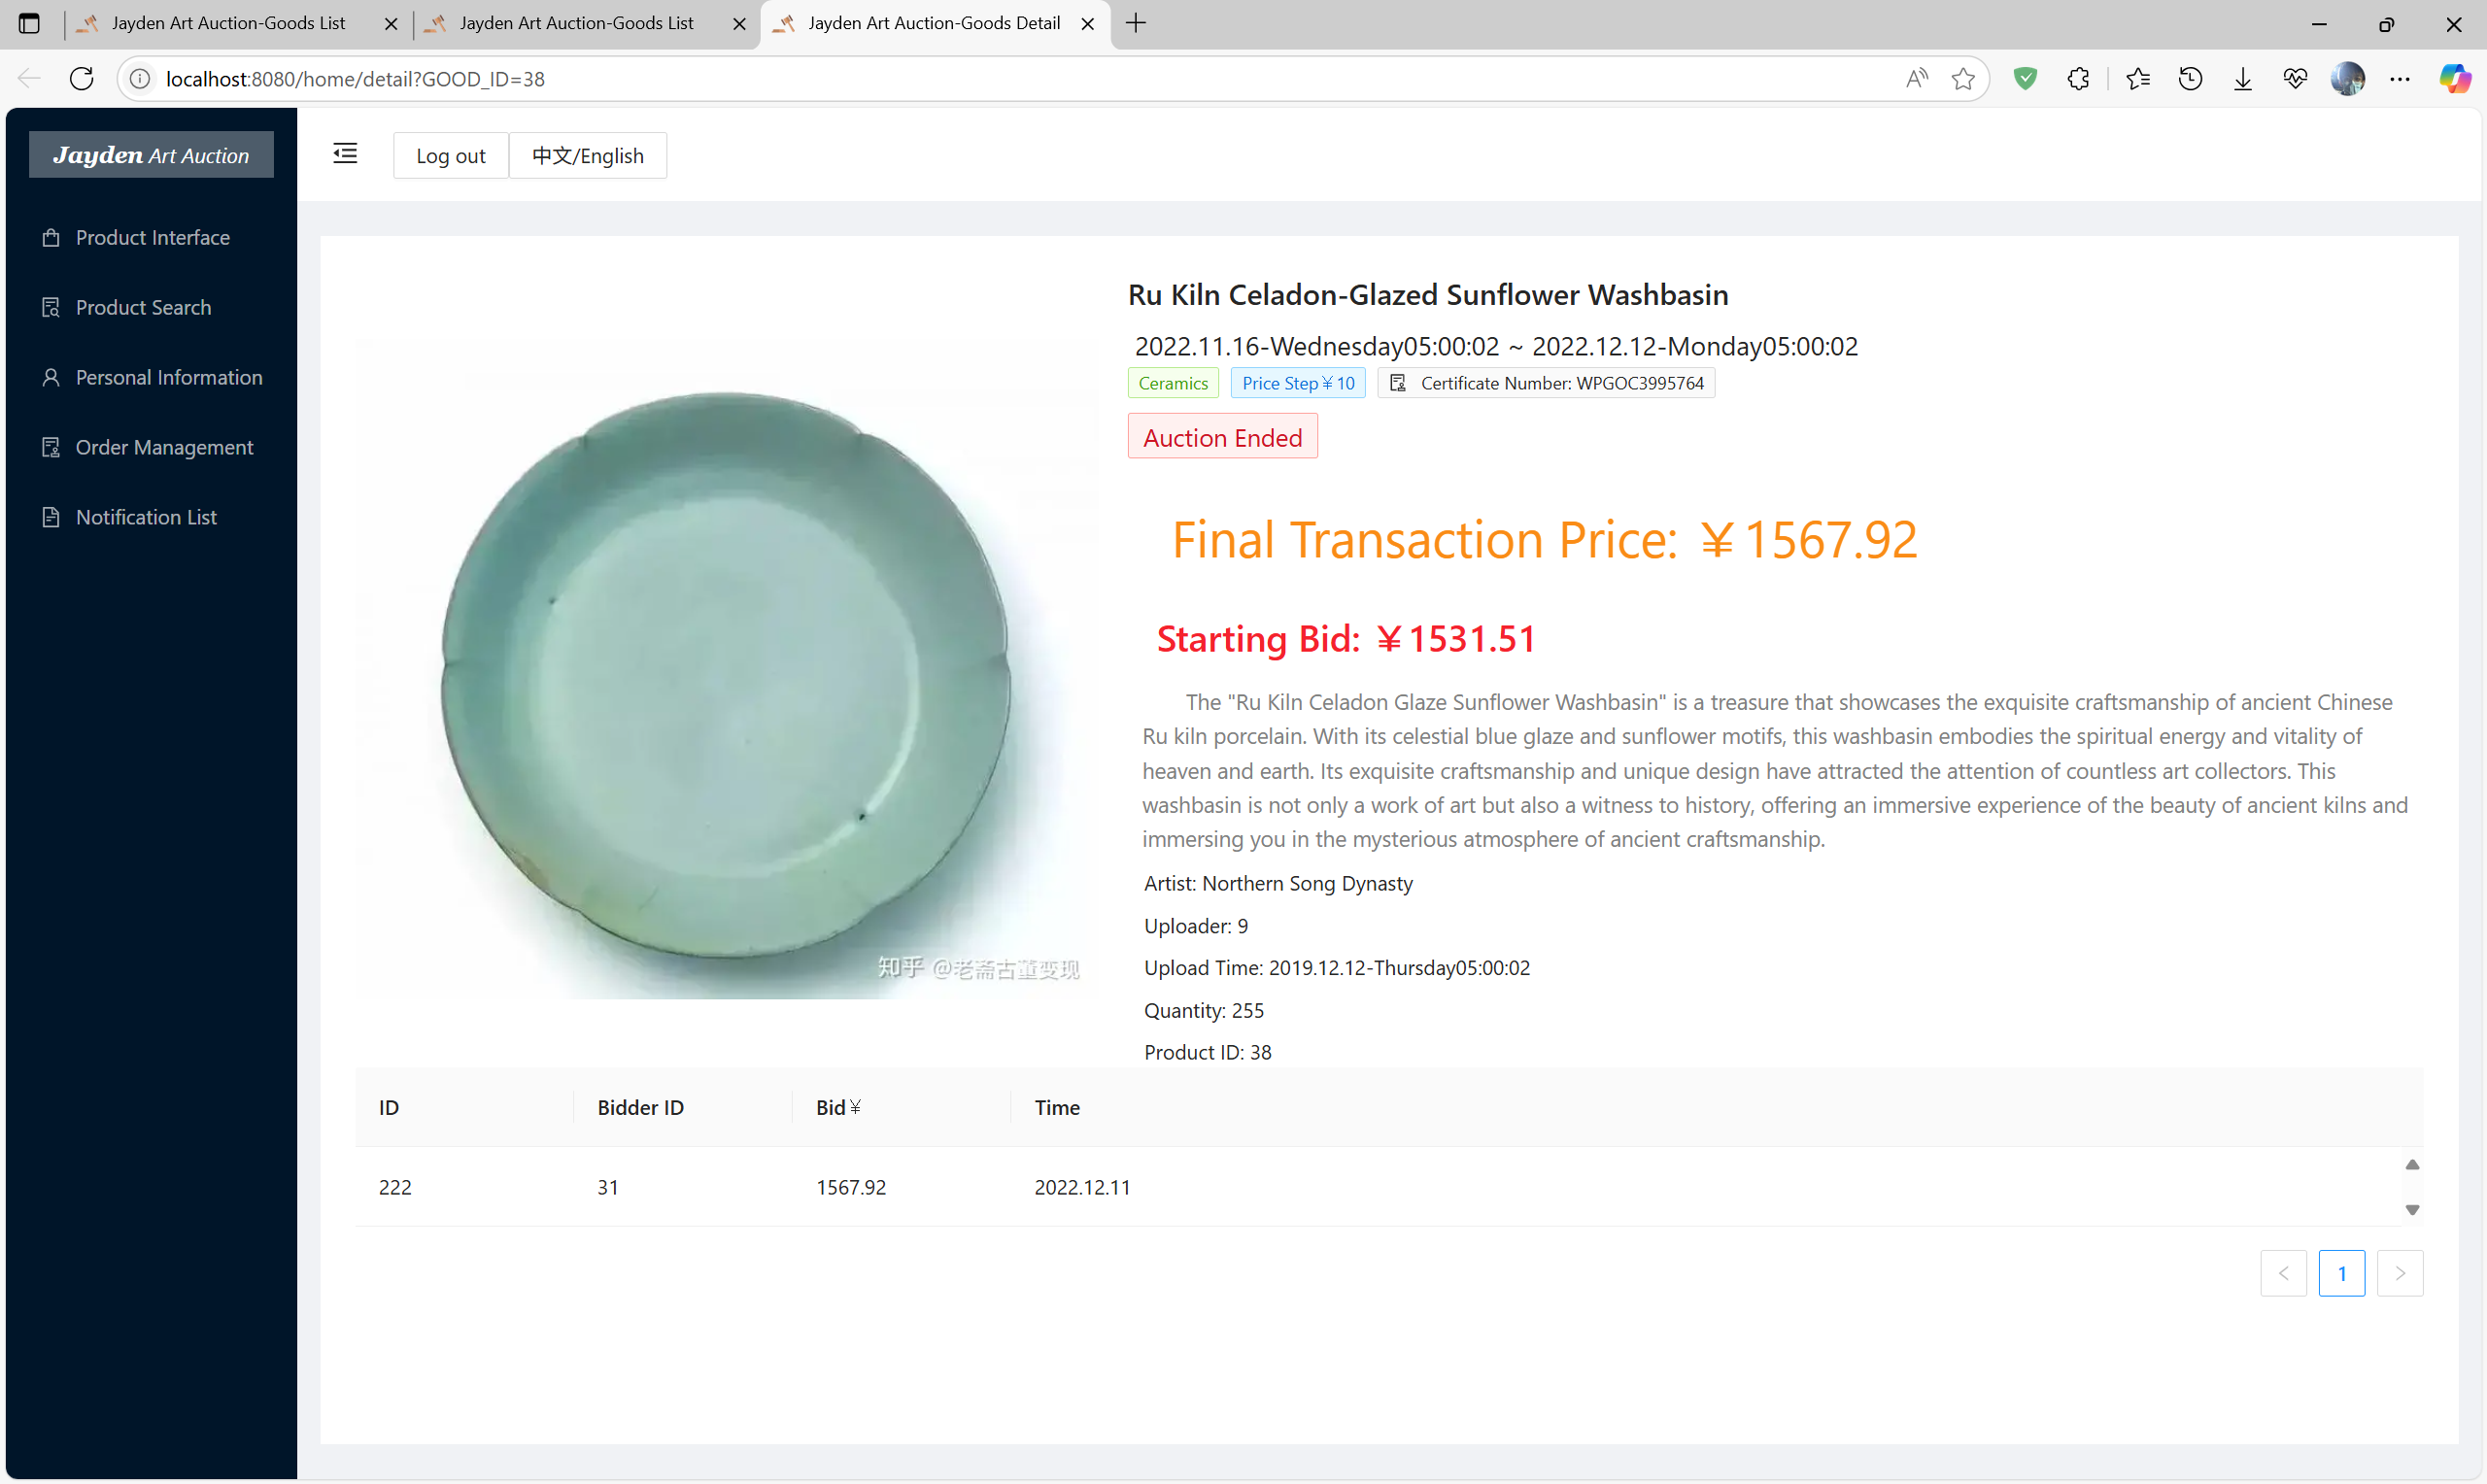 Jayden Art Auction-Goods List
Jayden Art Auction-Goods List
Jayden Art Auction-Goods Detail
localhost:8080/home/detail?GOOD_ID=38
Jayden Art Auction
Log out
中文/English
Product Interface
Product Search
Personal Information
Order Management
Notification List
Ru Kiln Celadon-Glazed Sunflower Washbasin
2022.11.16-Wednesday05:00:02 ~ 2022.12.12-Monday05:00:02
Ceramics
Price Step￥10
Certificate Number: WPGOC3995764
Auction Ended
Final Transaction Price: ￥1567.92
Starting Bid: ￥1531.51
The "Ru Kiln Celadon Glaze Sunflower Washbasin" is a treasure that showcases the exquisite craftsmanship of ancient Chinese
Ru kiln porcelain. With its celestial blue glaze and sunflower motifs, this washbasin embodies the spiritual energy and vitality of
heaven and earth. Its exquisite craftsmanship and unique design have attracted the attention of countless art collectors. This
washbasin is not only a work of art but also a witness to history, offering an immersive experience of the beauty of ancient kilns and
immersing you in the mysterious atmosphere of ancient craftsmanship.
Artist: Northern Song Dynasty
Uploader: 9
Upload Time: 2019.12.12-Thursday05:00:02
Quantity: 255
Product ID: 38
知乎 @老斋古董变现
ID Bidder ID Bid￥ Time
222 31 1567.92 2022.12.11
1